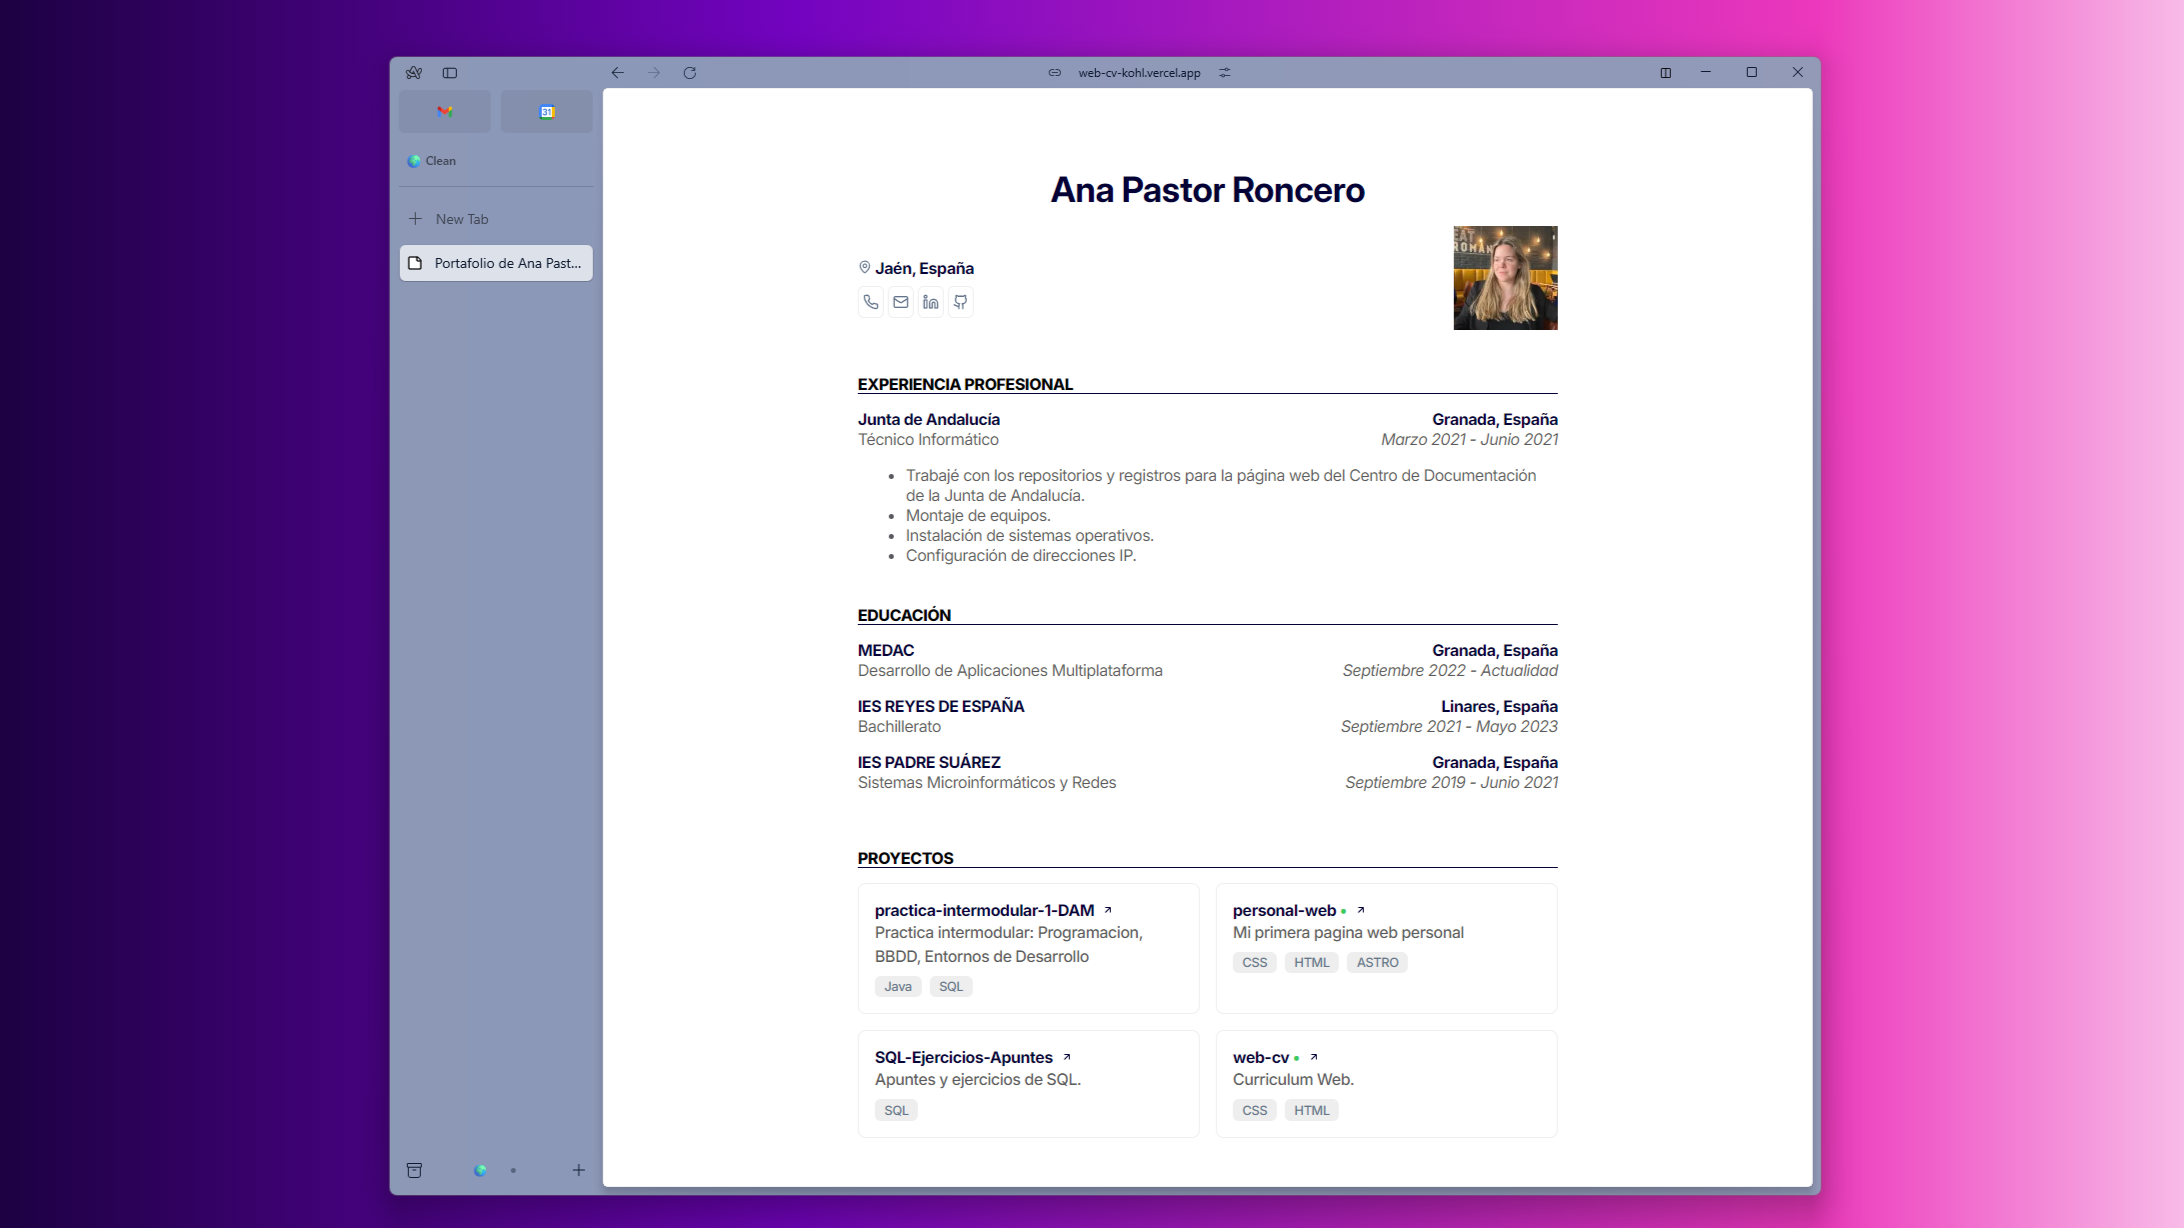 web-cv-kohl.vercel.app
31
Clean
New Tab
Portafolio de Ana Past...
Ana Pastor Roncero
EAT
ROMAN
Jaén, España
in
EXPERIENCIA PROFESIONAL
Junta de Andalucía
Granada, España
Técnico Informático
Marzo 2021 - Junio 2021
• Trabajé con los repositorios y registros para la página web del Centro de Documentación
de la Junta de Andalucía.
• Montaje de equipos.
• Instalación de sistemas operativos.
• Configuración de direcciones IP.
EDUCACIÓN
MEDAC
Granada, España
Desarrollo de Aplicaciones Multiplataforma
Septiembre 2022 - Actualidad
IES REYES DE ESPAÑA
Linares, España
Bachillerato
Septiembre 2021 - Mayo 2023
IES PADRE SUÁREZ
Granada, España
Sistemas Microinformáticos y Redes
Septiembre 2019 - Junio 2021
PROYECTOS
practica-intermodular-1-DAM
Practica intermodular: Programacion,
BBDD, Entornos de Desarrollo
Java SQL
personal-web
Mi primera pagina web personal
CSS HTML ASTRO
SQL-Ejercicios-Apuntes
Apuntes y ejercicios de SQL.
SQL
web-cv
Curriculum Web.
CSS HTML